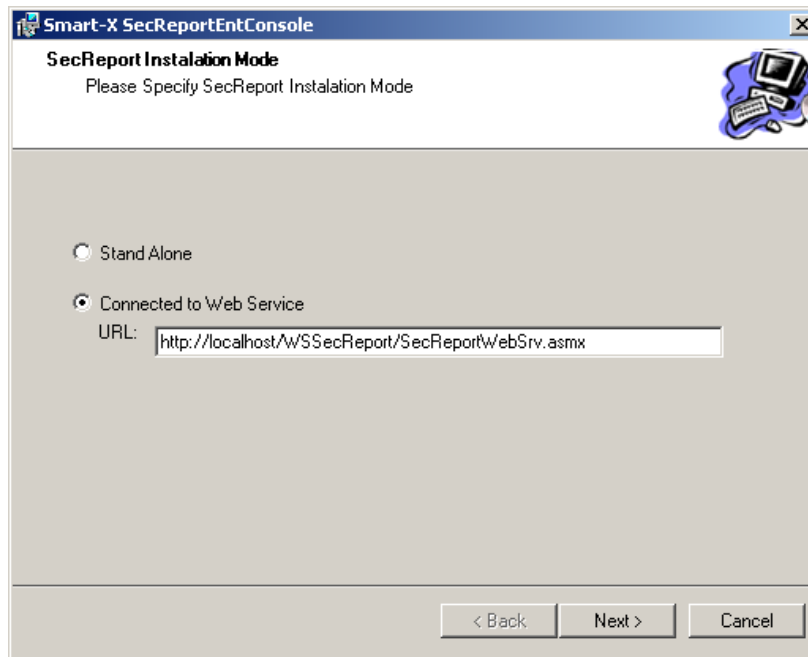 Smart-X SecReportEntConsole
SecReport Instalation Mode
Please Specify SecReport Instalation Mode
Stand Alone
Connected to Web Service
URL: http://localhost/WSSecReport/SecReportWebSrv.asmx
< Back Next > Cancel